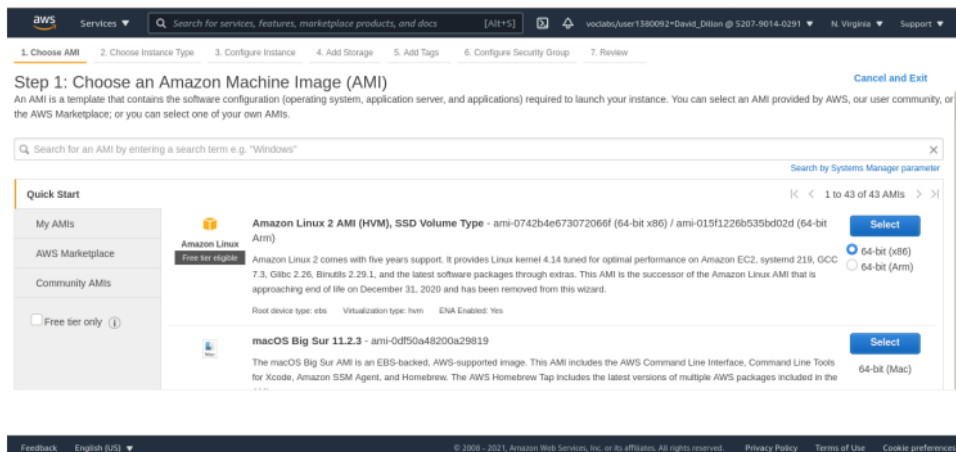 aws Services ▼ Search for services, features, marketplace products, and docs [Alt+S] voclabs/user1380092=David_Dillon @ 5207-9014-0291 ▼ N. Virginia ▼ Support ▼
1. Choose AMI 2. Choose Instance Type 3. Configure Instance 4. Add Storage 5. Add Tags 6. Configure Security Group 7. Review
Step 1: Choose an Amazon Machine Image (AMI)
Cancel and Exit
An AMI is a template that contains the software configuration (operating system, application server, and applications) required to launch your instance. You can select an AMI provided by AWS, our user community, or
the AWS Marketplace; or you can select one of your own AMIs.
Search for an AMI by entering a search term e.g. "Windows"
Search by Systems Manager parameter
Quick Start
1 to 43 of 43 AMIs
My AMIs
AWS Marketplace
Community AMIs
Free tier only
Amazon Linux
Free tier eligible
Amazon Linux 2 AMI (HVM), SSD Volume Type - ami-0742b4e673072066f (64-bit x86) / ami-015f1226b535bd02d (64-bit
Arm)
Amazon Linux 2 comes with five years support. It provides Linux kernel 4.14 tuned for optimal performance on Amazon EC2, systemd 219, GCC
7.3, Glibc 2.26, Binutils 2.29.1, and the latest software packages through extras. This AMI is the successor of the Amazon Linux AMI that is
approaching end of life on December 31, 2020 and has been removed from this wizard.
Root device type: ebs Virtualization type: hvm ENA Enabled: Yes
Select
64-bit (x86)
64-bit (Arm)
Mac
macOS Big Sur 11.2.3 - ami-0df50a48200a29819
The macOS Big Sur AMI is an EBS-backed, AWS-supported image. This AMI includes the AWS Command Line Interface, Command Line Tools
for Xcode, Amazon SSM Agent, and Homebrew. The AWS Homebrew Tap includes the latest versions of multiple AWS packages included in the
Select
64-bit (Mac)
Feedback English (US) ▼ © 2008 - 2021, Amazon Web Services, Inc. or its affiliates. All rights reserved. Privacy Policy Terms of Use Cookie preferences